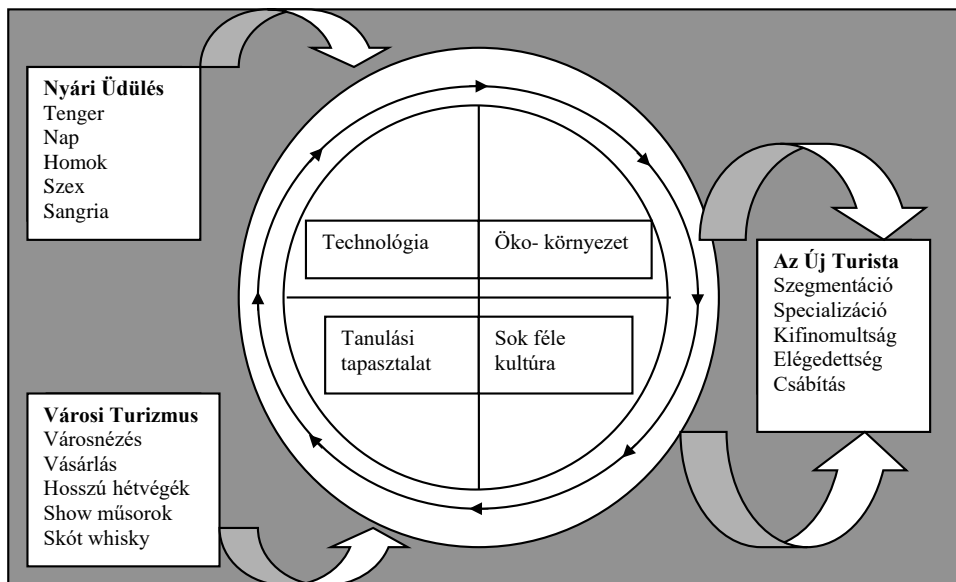 Nyári Üdülés
Tenger
Nap
Homok
Szex
Sangria
Technológia
Öko- környezet
Tanulási
tapasztalat
Sok féle
kultúra
Az Új Turista
Szegmentáció
Specializáció
Kifinomultság
Elégedettség
Csábítás
Városi Turizmus
Városnézés
Vásárlás
Hosszú hétvégék
Show műsorok
Skót whisky